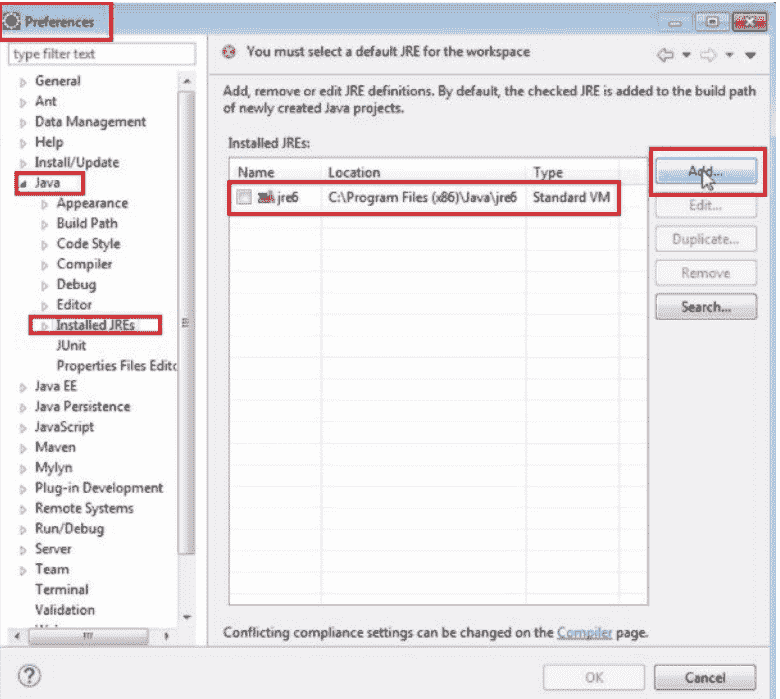 Preferences
type filter text
General
Ant
Data Management
Help
Install/Update
Java
Appearance
Build Path
Code Style
Compiler
Debug
Editor
Installed JREs
JUnit
Properties Files Edito
Java EE
Java Persistence
JavaScript
Maven
Mylyn
Plug-in Development
Remote Systems
Run/Debug
Server
Team
Terminal
Validation
You must select a default JRE for the workspace
Add, remove or edit JRE definitions. By default, the checked JRE is added to the build path
of newly created Java projects.
Installed JREs:
Name Location Type
jre6 C:\Program Files (x86)\Java\jre6 Standard VM
Add...
Edit...
Duplicate...
Remove
Search...
Conflicting compliance settings can be changed on the Compiler page.
OK Cancel